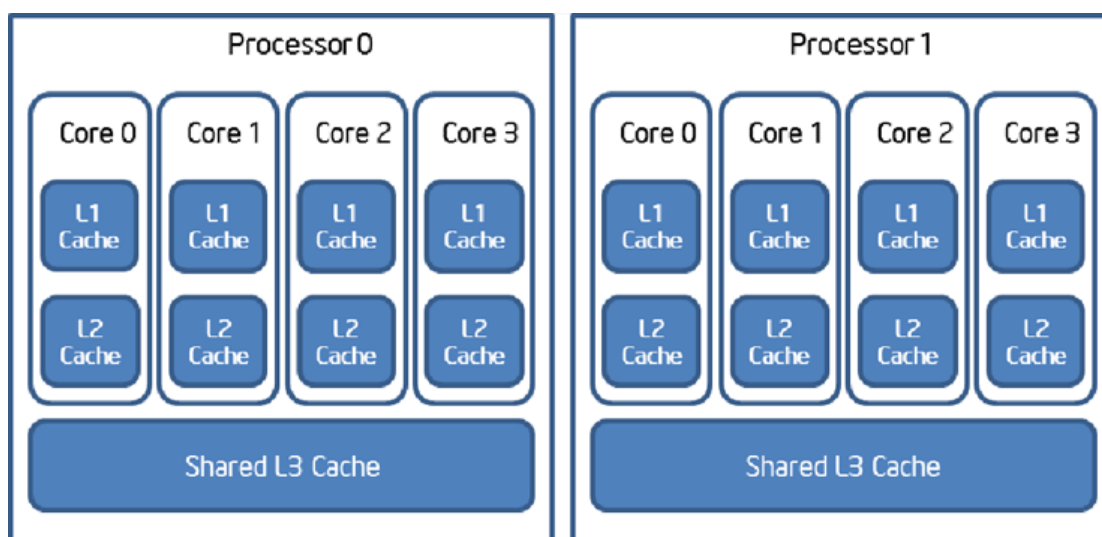 Processor 0
Core 0
Core 1
Core 2
Core 3
L1
Cache
L1
Cache
L1
Cache
L1
Cache
L2
Cache
L2
Cache
L2
Cache
L2
Cache
Shared L3 Cache
Processor 1
Core 0
Core 1
Core 2
Core 3
L1
Cache
L1
Cache
L1
Cache
L1
Cache
L2
Cache
L2
Cache
L2
Cache
L2
Cache
Shared L3 Cache